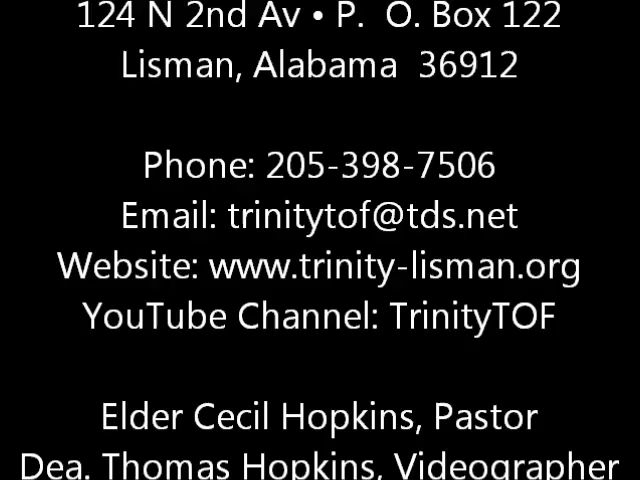 124 N 2nd Av • P.  O. Box 122
Lisman, Alabama  36912
Phone: 205-398-7506
Email: trinitytof@tds.net
Website: www.trinity-lisman.org
YouTube Channel: TrinityTOF
Elder Cecil Hopkins, Pastor
Dea. Thomas Hopkins, Videographer